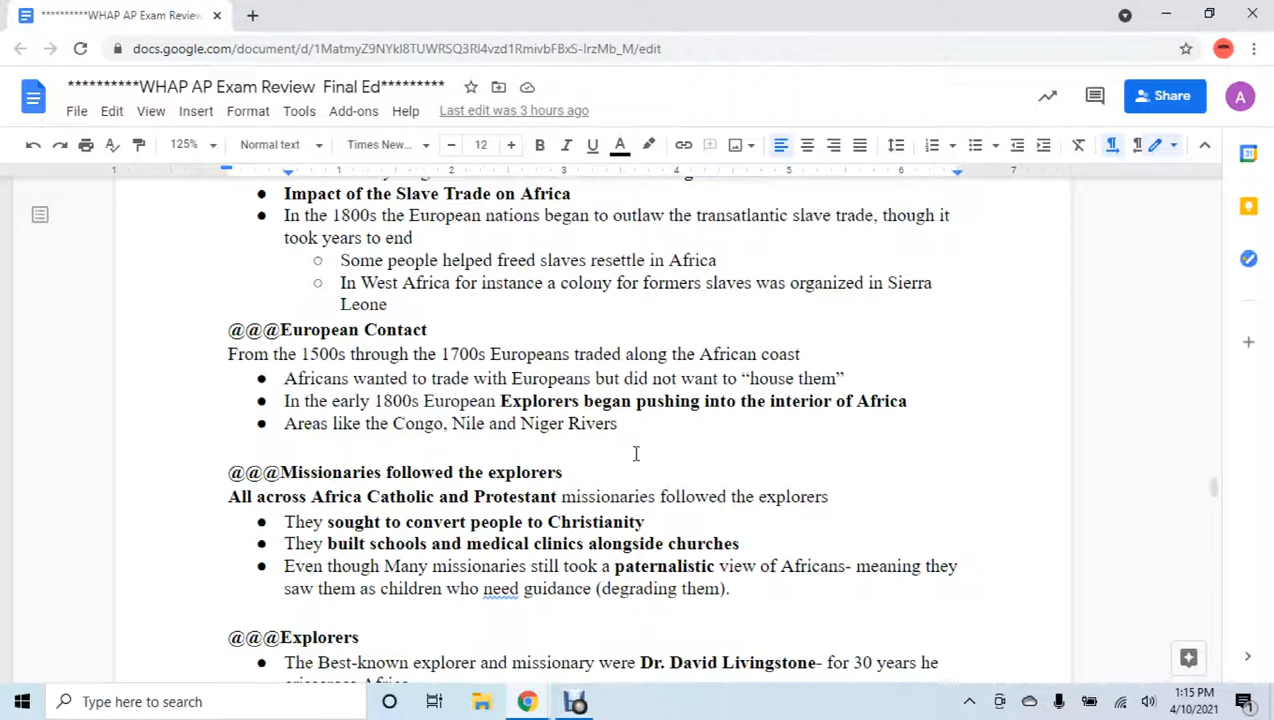 **********WHAP AP Exam Review
docs.google.com/document/d/1MatmyZ9NYkI8TUWRSQ3RI4vzd1RmivbFBxS-IrzMb_M/edit
**********WHAP AP Exam Review Final Ed*********
File Edit View Insert Format Tools Add-ons Help Last edit was 3 hours ago
Share
A
125% Normal text Times New... 12 B I U A
1 1 2 3 4 5 6 7
Impact of the Slave Trade on Africa
● In the 1800s the European nations began to outlaw the transatlantic slave trade, though it
took years to end
○ Some people helped freed slaves resettle in Africa
○ In West Africa for instance a colony for formers slaves was organized in Sierra
Leone
@@@European Contact
From the 1500s through the 1700s Europeans traded along the African coast
● Africans wanted to trade with Europeans but did not want to “house them”
● In the early 1800s European Explorers began pushing into the interior of Africa
● Areas like the Congo, Nile and Niger Rivers
@@@Missionaries followed the explorers
All across Africa Catholic and Protestant missionaries followed the explorers
● They sought to convert people to Christianity
● They built schools and medical clinics alongside churches
● Even though Many missionaries still took a paternalistic view of Africans- meaning they
saw them as children who need guidance (degrading them).
@@@Explorers
● The Best-known explorer and missionary were Dr. David Livingstone- for 30 years he
Type here to search
1:15 PM
4/10/2021
1